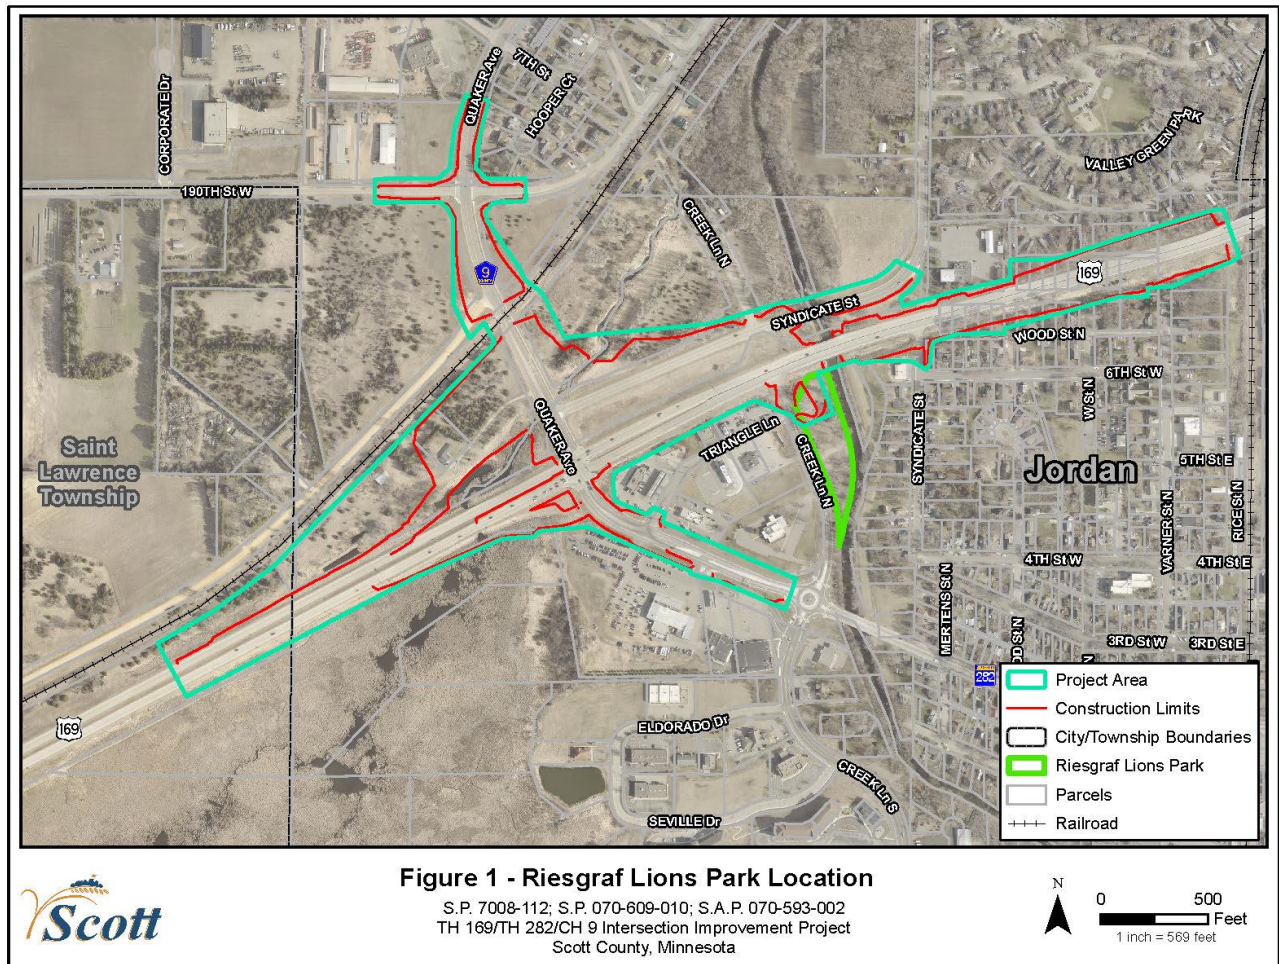 QUAKER Ave
7TH St
HOOPER Ct
CORPORATE Dr
VALLEY GREEN PARK
190TH St W
CREEK Ln N
9
169
SYNDICATE St
WOOD St N
6TH St W
W St N
QUAKER Ave
TRIANGLE Ln
CREEK Ln N
SYNDICATE St
Saint
Lawrence
Township
Jordan
5TH St E
RICE St N
VARNER St N
4TH St W
4TH St E
MERTENS St N
3RD St W
3RD St E
OD St N
N
282
169
ELDORADO Dr
CREEK Ln S
SEVILLE Dr
Project Area
Construction Limits
City/Township Boundaries
Riesgraf Lions Park
Parcels
Railroad
Scott
Figure 1 - Riesgraf Lions Park Location
S.P. 7008-112; S.P. 070-609-010; S.A.P. 070-593-002
TH 169/TH 282/CH 9 Intersection Improvement Project
Scott County, Minnesota
N
0 500
Feet
1 inch = 569 feet